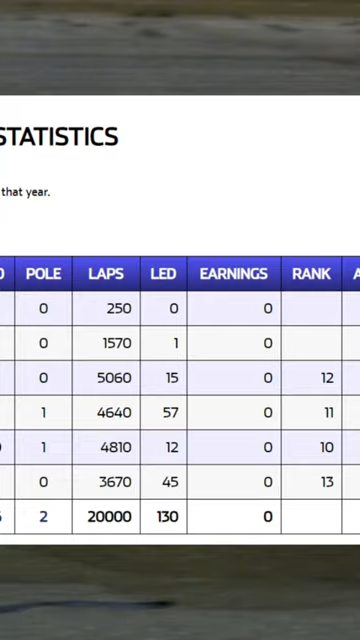 STATISTICS
that year.
POLE LAPS LED EARNINGS RANK
0 250 0 0
0 1570 1 0
0 5060 15 0 12
1 4640 57 0 11
1 4810 12 0 10
0 3670 45 0 13
2 20000 130 0